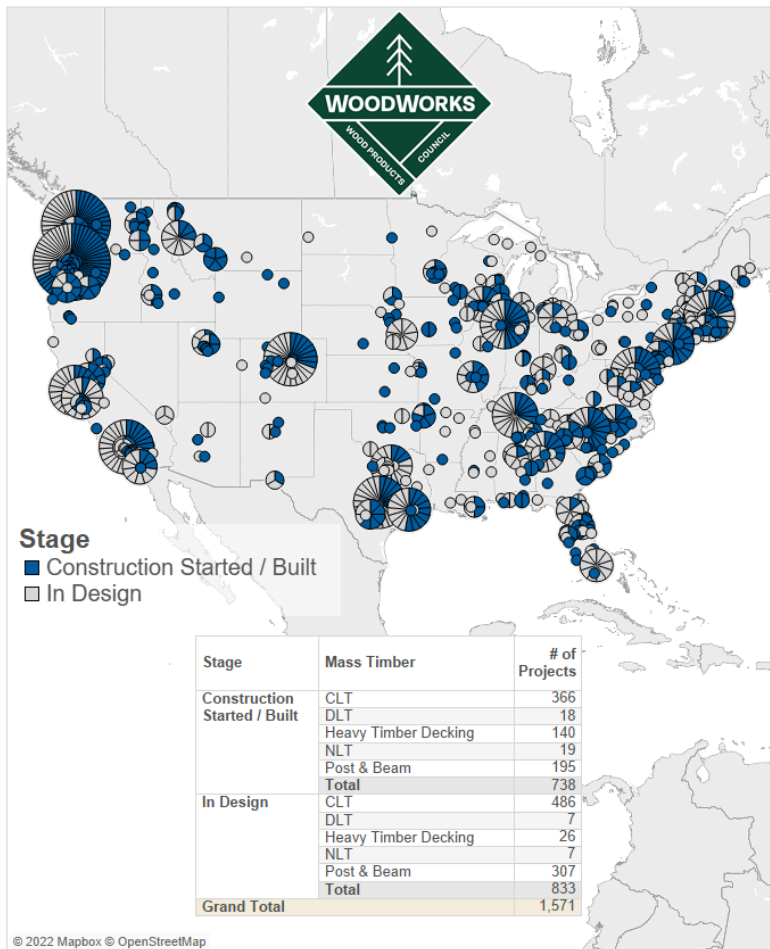 WOODWORKS
WOOD PRODUCTS
COUNCIL
Stage
Construction Started / Built
In Design
Stage Mass Timber # of
Projects
Construction CLT 366
Started / Built DLT 18
Heavy Timber Decking 140
NLT 19
Post & Beam 195
Total 738
In Design CLT 486
DLT 7
Heavy Timber Decking 26
NLT 7
Post & Beam 307
Total 833
Grand Total 1,571
© 2022 Mapbox © OpenStreetMap